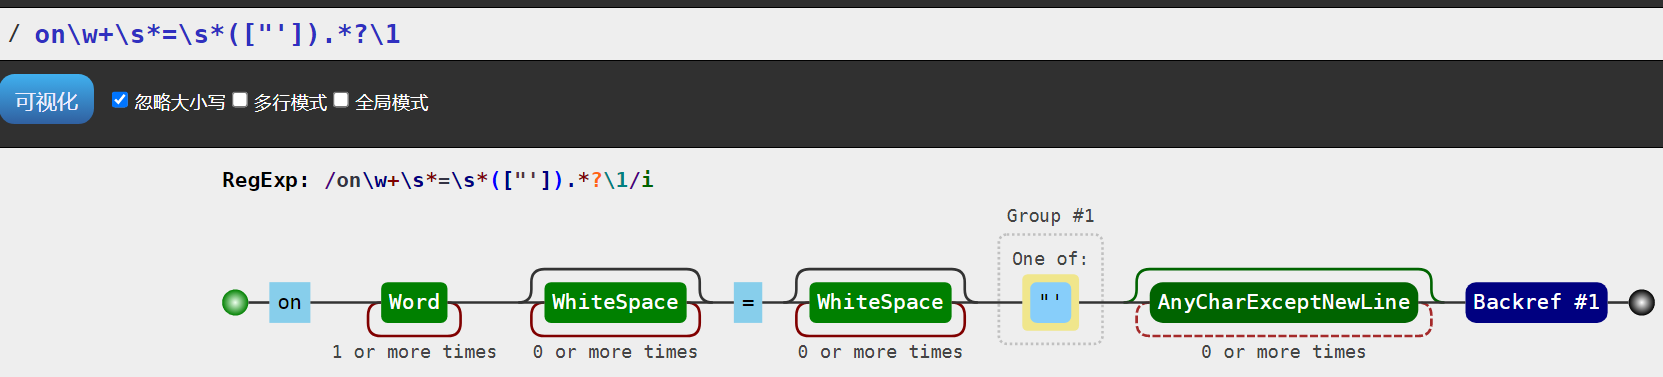 / on\w+\s*=\s*(["']).*?\1
可视化 忽略大小写 多行模式 全局模式
RegExp: /on\w+\s*=\s*(["']).*?\1/i
Group #1
One of:
on Word WhiteSpace = WhiteSpace "' AnyCharExceptNewLine Backref #1
1 or more times 0 or more times 0 or more times 0 or more times